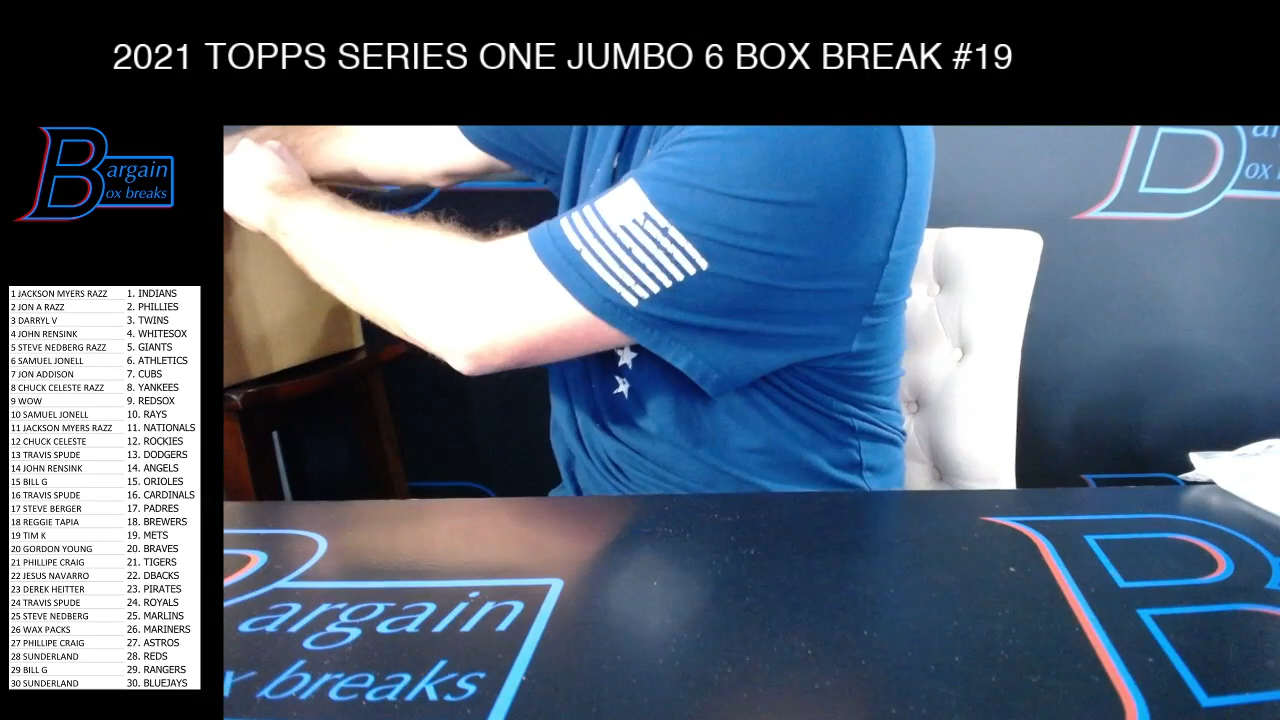 2021 TOPPS SERIES ONE JUMBO 6 BOX BREAK #19
Bargain
ox breaks
1 JACKSON MYERS RAZZ 1. INDIANS
2 JON A RAZZ 2. PHILLIES
3 DARRYL V 3. TWINS
4 JOHN RENSINK 4. WHITESOX
5 STEVE NEDBERG RAZZ 5. GIANTS
6 SAMUEL JONELL 6. ATHLETICS
7 JON ADDISON 7. CUBS
8 CHUCK CELESTE RAZZ 8. YANKEES
9 WOW 9. REDSOX
10 SAMUEL JONELL 10. RAYS
11 JACKSON MYERS RAZZ 11. NATIONALS
12 CHUCK CELESTE 12. ROCKIES
13 TRAVIS SPUDE 13. DODGERS
14 JOHN RENSINK 14. ANGELS
15 BILL G 15. ORIOLES
16 TRAVIS SPUDE 16. CARDINALS
17 STEVE BERGER 17. PADRES
18 REGGIE TAPIA 18. BREWERS
19 TIM K 19. METS
20 GORDON YOUNG 20. BRAVES
21 PHILLIPE CRAIG 21. TIGERS
22 JESUS NAVARRO 22. DBACKS
23 DEREK HEITTER 23. PIRATES
24 TRAVIS SPUDE 24. ROYALS
25 STEVE NEDBERG 25. MARLINS
26 WAX PACKS 26. MARINERS
27 PHILLIPE CRAIG 27. ASTROS
28 SUNDERLAND 28. REDS
29 BILL G 29. RANGERS
30 SUNDERLAND 30. BLUEJAYS
Bar
ox b
Bargain
x breaks
B